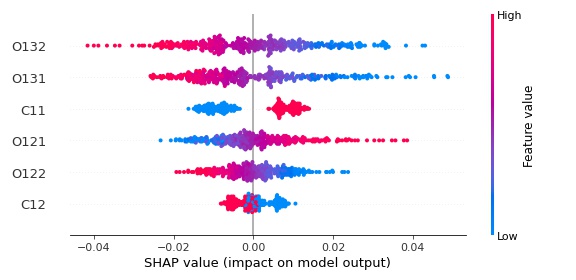 High
O132
O131
C11
O121
O122
C12
Feature value
Low
−0.04 −0.02 0.00 0.02 0.04
SHAP value (impact on model output)